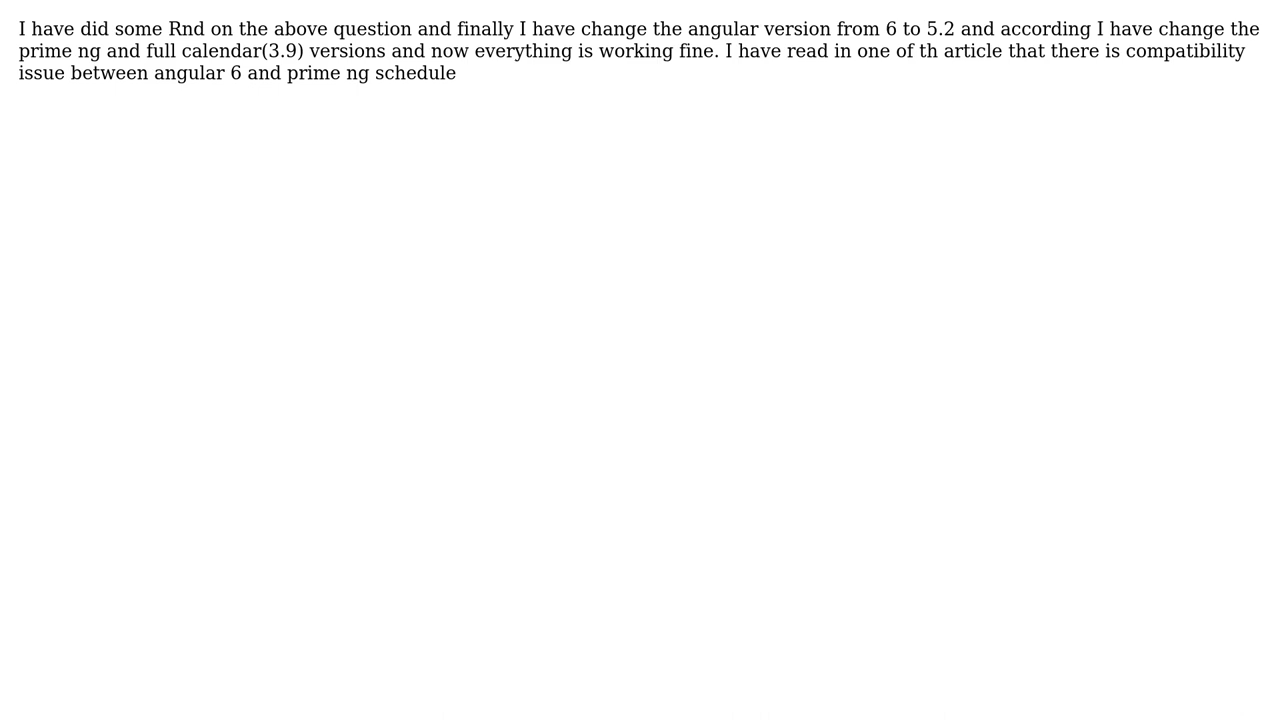 I have did some Rnd on the above question and finally I have change the angular version from 6 to 5.2 and according I have change the
prime ng and full calendar(3.9) versions and now everything is working fine. I have read in one of th article that there is compatibility
issue between angular 6 and prime ng schedule